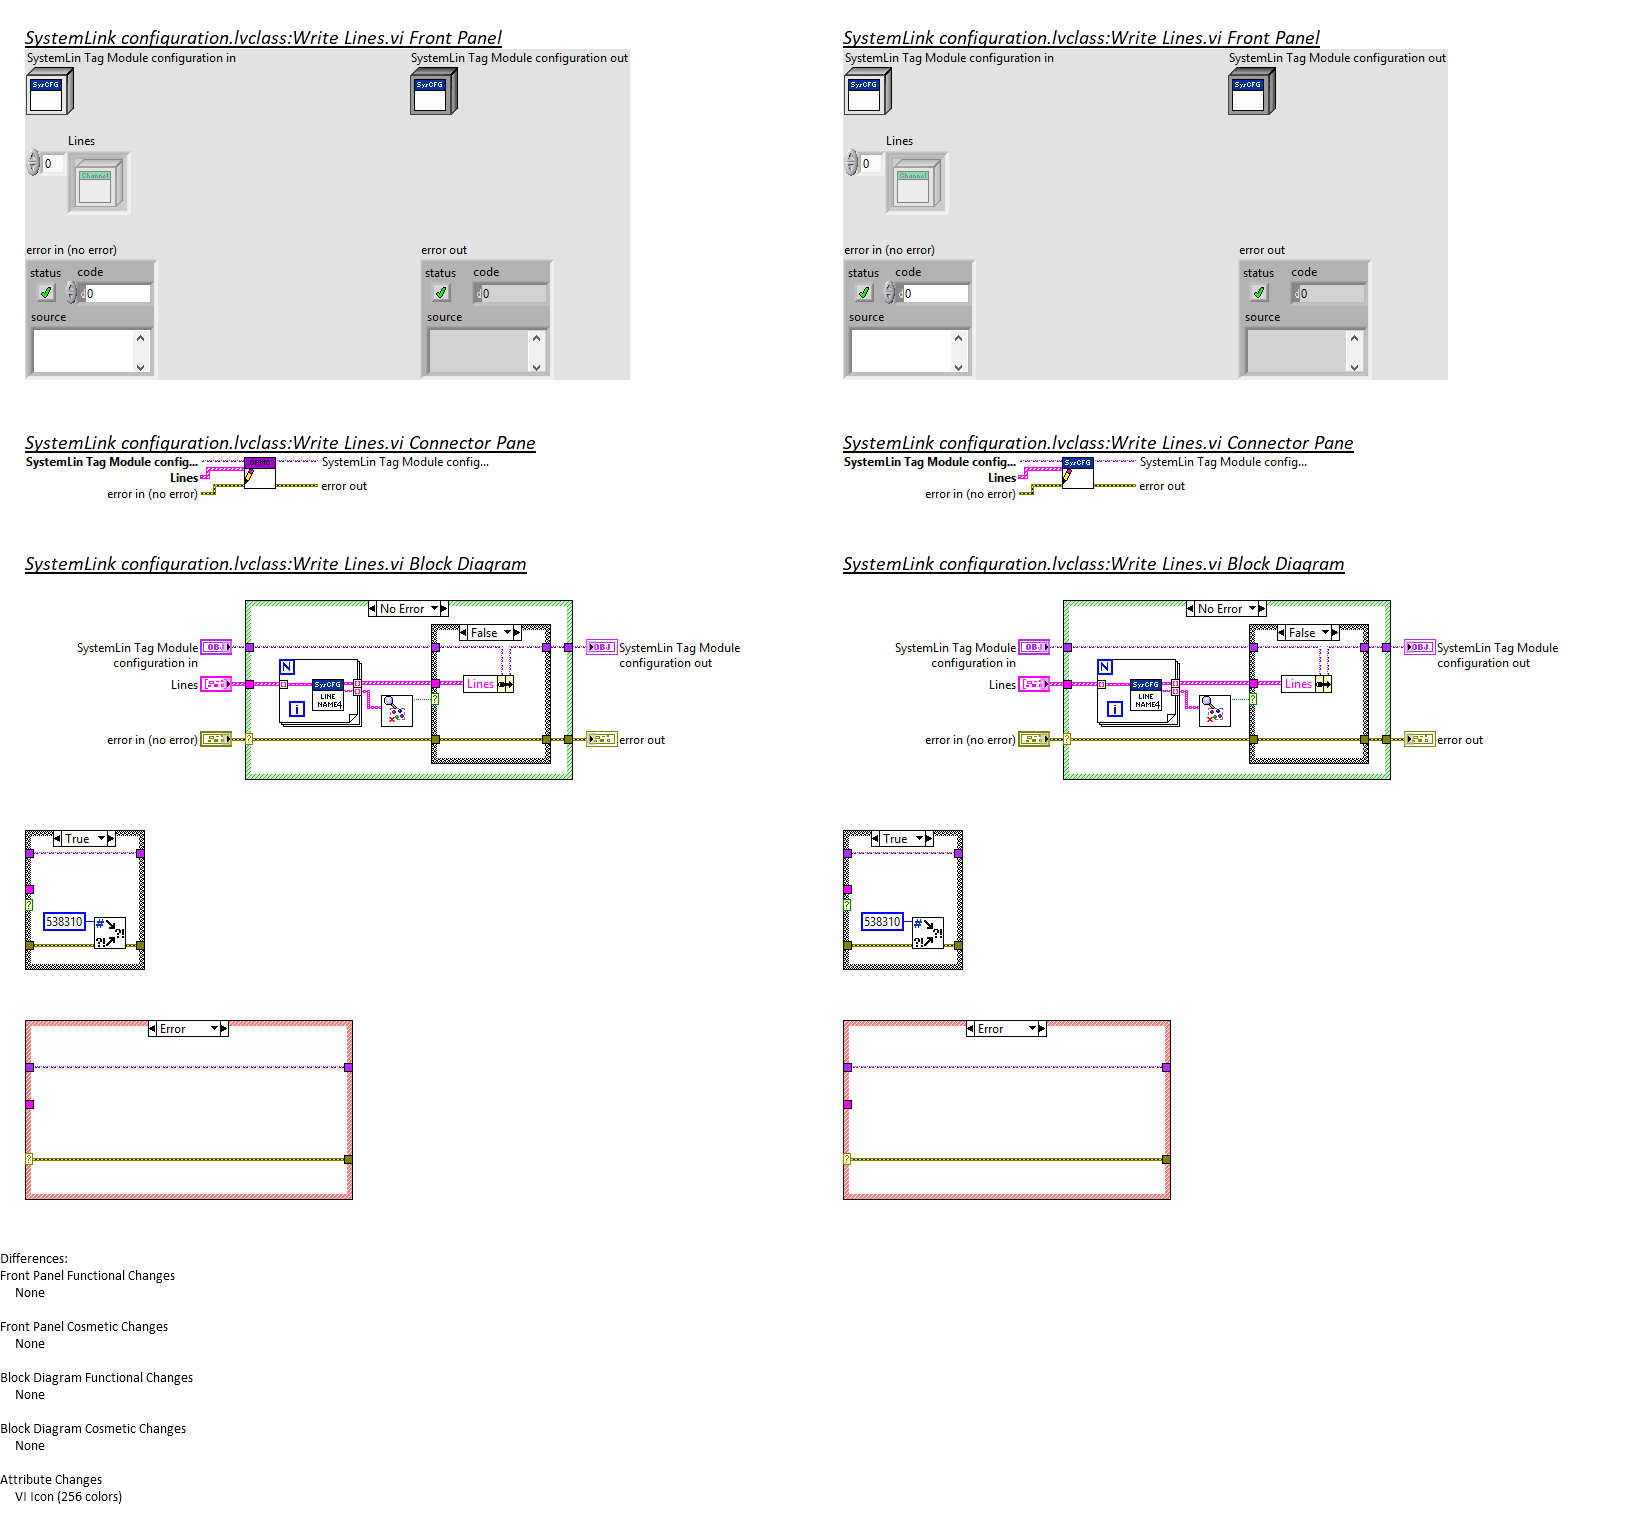 SystemLink configuration.lvclass:Write Lines.vi Front Panel
SystemLin Tag Module configuration in
SystemLin Tag Module configuration out
SysCFG
SysCFG
Lines
0
Channel
error in (no error)
error out
status code
0
status code
0
source
source
SystemLink configuration.lvclass:Write Lines.vi Connector Pane
SystemLin Tag Module config...
SystemLin Tag Module config...
Lines
error in (no error)
error out
SystemLink configuration.lvclass:Write Lines.vi Block Diagram
No Error
False
SystemLin Tag Module
configuration in
OBJ
OBJ
SystemLin Tag Module
configuration out
N
Lines
SysCFG
LINE
NAME4
Lines
i
?
error in (no error)
?
error out
True
?
538310
#
?!
?!
Error
?
SystemLink configuration.lvclass:Write Lines.vi Front Panel
SystemLin Tag Module configuration in
SystemLin Tag Module configuration out
SysCFG
SysCFG
Lines
0
Channel
error in (no error)
error out
status code
0
status code
0
source
source
SystemLink configuration.lvclass:Write Lines.vi Connector Pane
SystemLin Tag Module config...
SysCFG
SystemLin Tag Module config...
Lines
error in (no error)
error out
SystemLink configuration.lvclass:Write Lines.vi Block Diagram
No Error
False
SystemLin Tag Module
configuration in
OBJ
OBJ
SystemLin Tag Module
configuration out
N
Lines
SysCFG
LINE
NAME4
Lines
i
?
error in (no error)
?
error out
True
?
538310
#
?!
?!
Error
?
Differences:
Front Panel Functional Changes
None
Front Panel Cosmetic Changes
None
Block Diagram Functional Changes
None
Block Diagram Cosmetic Changes
None
Attribute Changes
VI Icon (256 colors)